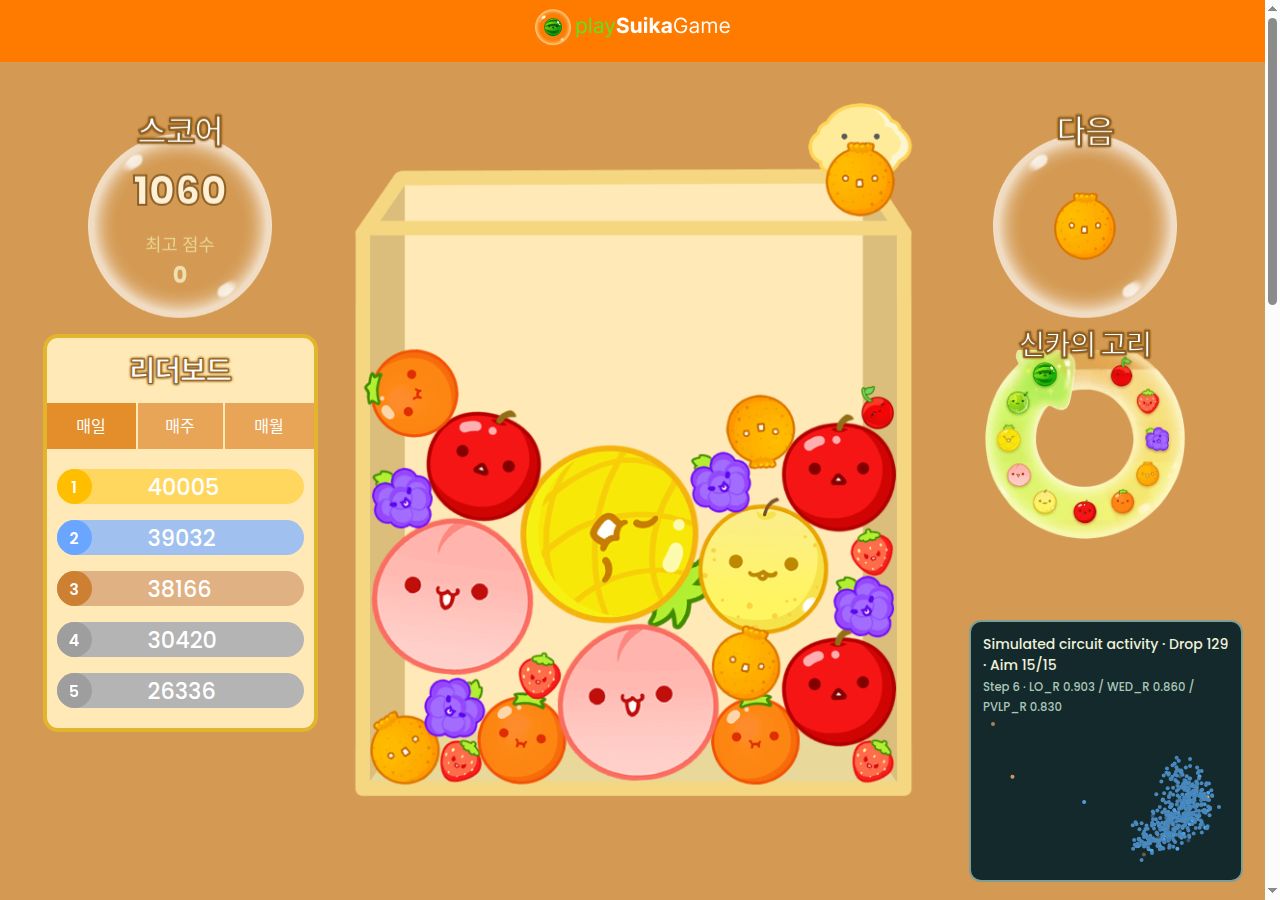 playSuikaGame
스코어
1060
최고 점수
0
다음
신카의 고리
리더보드
매일
매주
매월
1 40005
2 39032
3 38166
4 30420
5 26336
Simulated circuit activity · Drop 129
· Aim 15/15
Step 6 · LO_R 0.903 / WED_R 0.860 /
PVLP_R 0.830